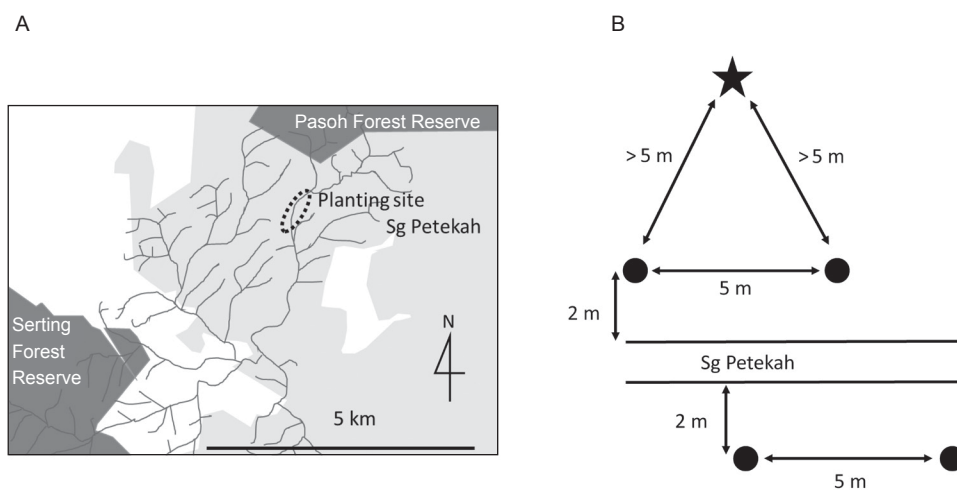 A
B
Pasoh Forest Reserve
Planting site
Sg Petekah
Serting
Forest
Reserve
N
5 km
> 5 m
> 5 m
5 m
2 m
Sg Petekah
2 m
5 m